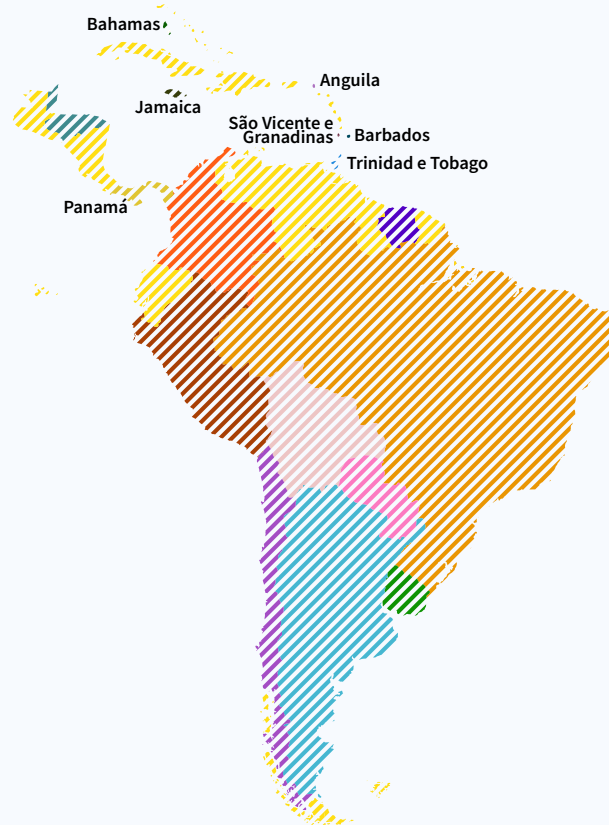 Bahamas
Anguila
Jamaica
São Vicente e
Granadinas
Barbados
Trinidad e Tobago
Panamá